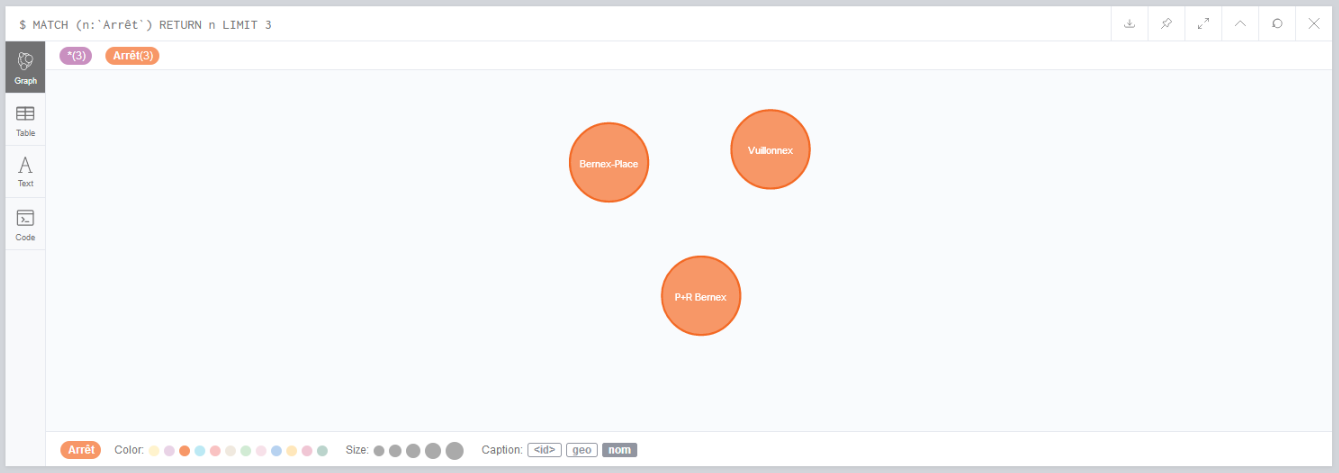 $ MATCH (n:`Arrêt`) RETURN n LIMIT 3
*(3) Arrêt(3)
Graph
Table
Text
Code
Bernex-Place
Vuillonnex
P+R Bernex
Arrêt Color: Size: Caption: <id> geo nom